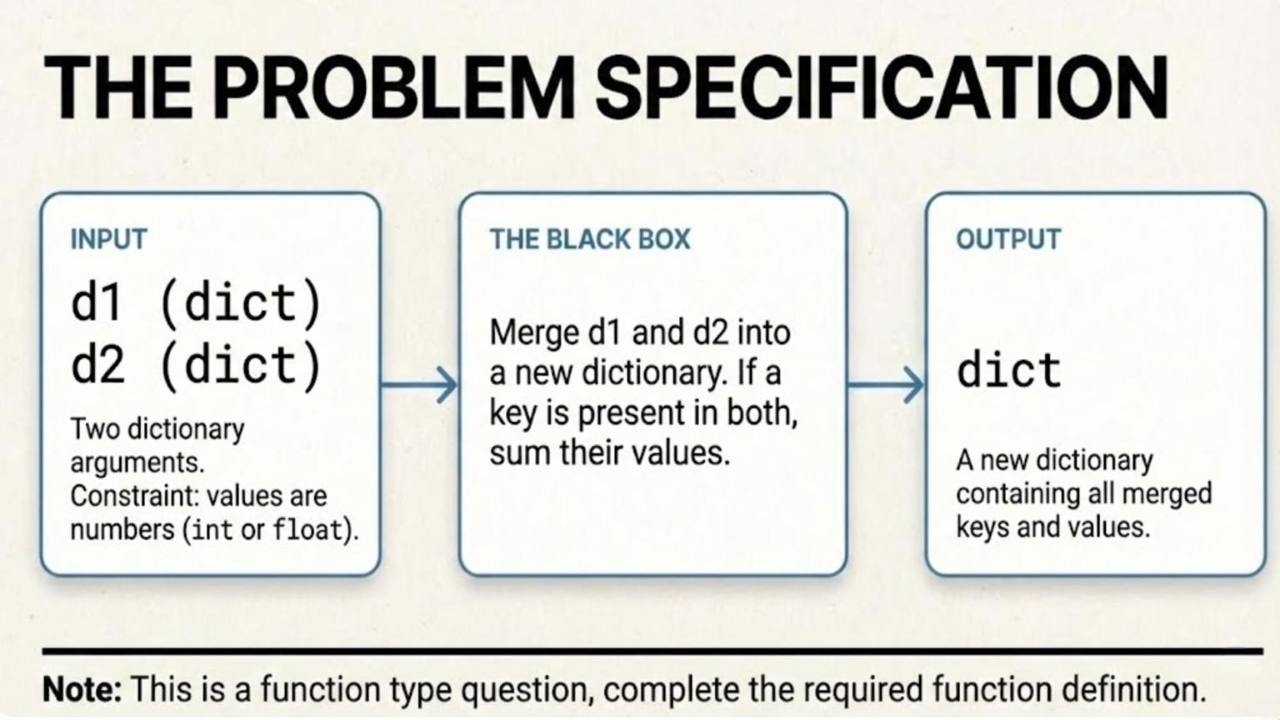 THE PROBLEM SPECIFICATION
INPUT
d1 (dict)
d2 (dict)
Two dictionary
arguments.
Constraint: values are
numbers (int or float).
THE BLACK BOX
Merge d1 and d2 into
a new dictionary. If a
key is present in both,
sum their values.
OUTPUT
dict
A new dictionary
containing all merged
keys and values.
Note: This is a function type question, complete the required function definition.